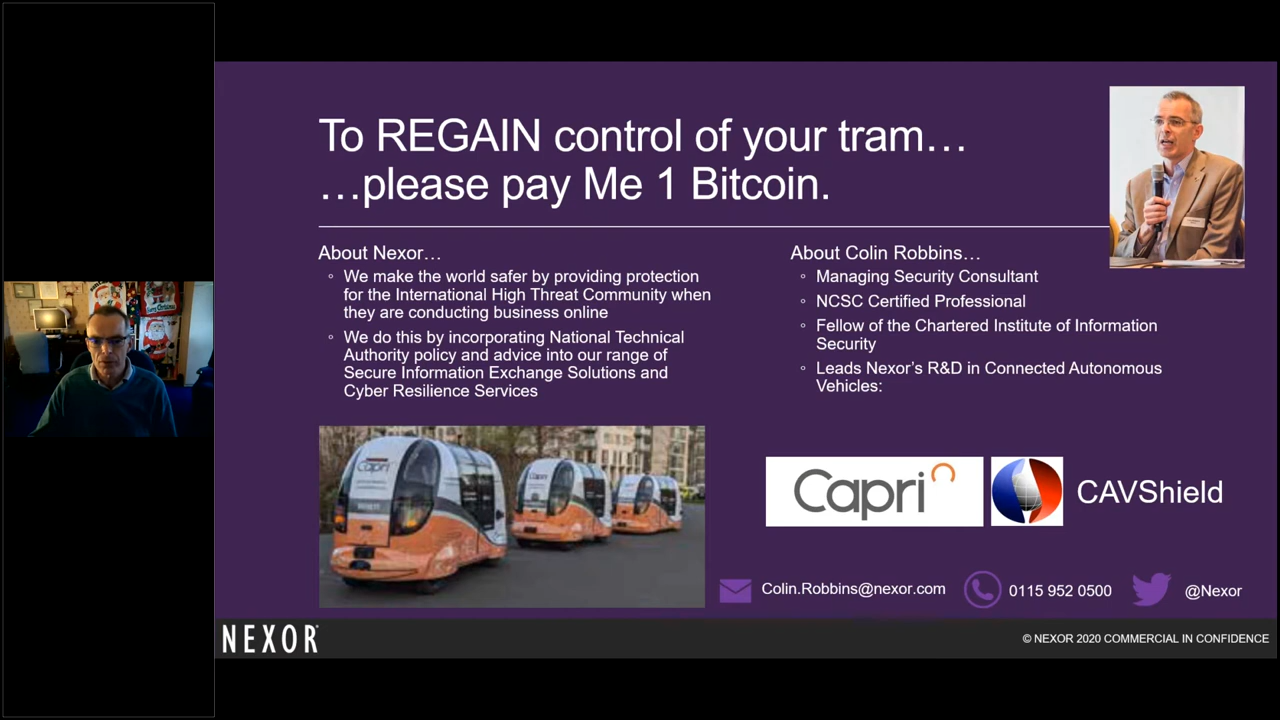 To REGAIN control of your tram…
…please pay Me 1 Bitcoin.
About Nexor…
We make the world safer by providing protection
for the International High Threat Community when
they are conducting business online
We do this by incorporating National Technical
Authority policy and advice into our range of
Secure Information Exchange Solutions and
Cyber Resilience Services
About Colin Robbins…
Managing Security Consultant
NCSC Certified Professional
Fellow of the Chartered Institute of Information
Security
Leads Nexor’s R&D in Connected Autonomous
Vehicles:
Capri
Capri
Capri
CAVShield
Colin.Robbins@nexor.com
0115 952 0500
@Nexor
NEXOR
© NEXOR 2020 COMMERCIAL IN CONFIDENCE